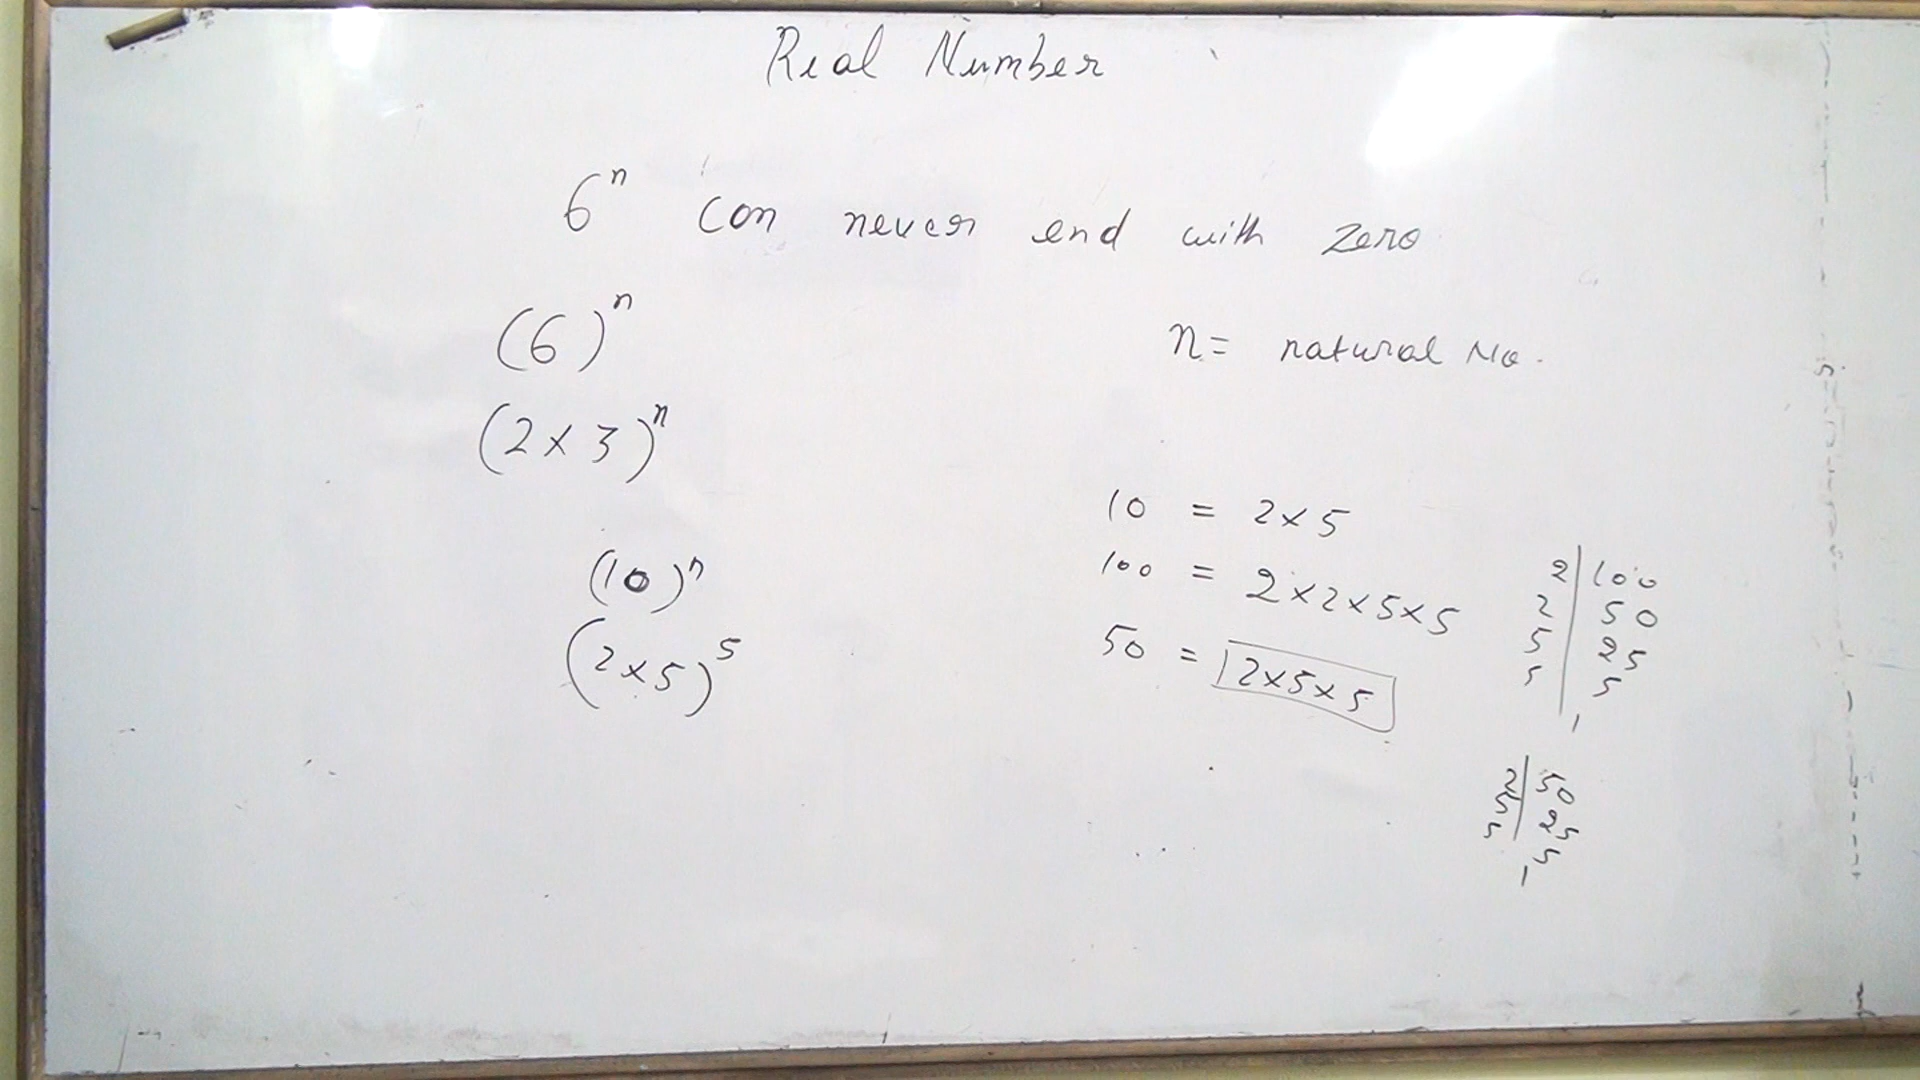 Real Number
6ⁿ can never end with zero
(6)ⁿ
n = natural No.
(2 × 3)ⁿ
10 = 2×5
100 = 2×2×5×5
50 = 2×5×5
(10)ⁿ
(2×5)⁵
2 | 100
2 | 50
5 | 25
5 | 5
1
2 | 50
5 | 25
5 | 5
1